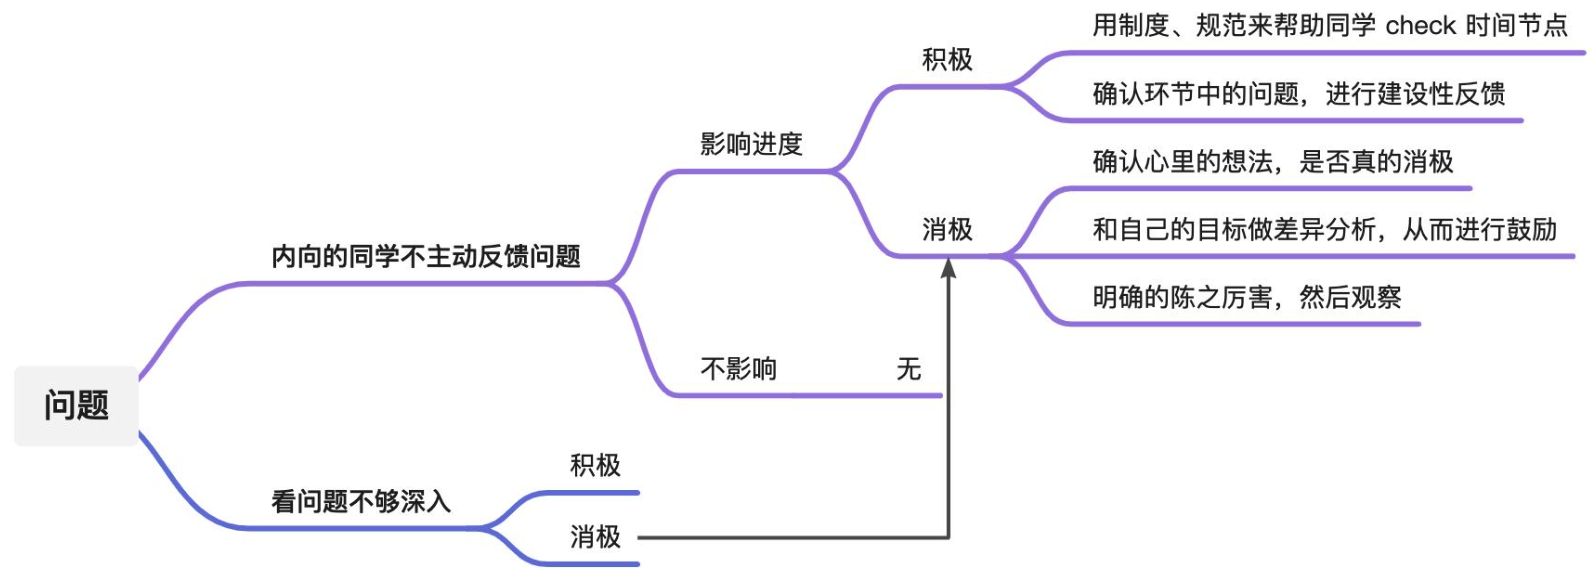 用制度、规范来帮助同学 check 时间节点
积极
确认环节中的问题，进行建设性反馈
影响进度
确认心里的想法，是否真的消极
消极
和自己的目标做差异分析，从而进行鼓励
内向的同学不主动反馈问题
明确的陈之厉害，然后观察
不影响
无
问题
积极
看问题不够深入
消极